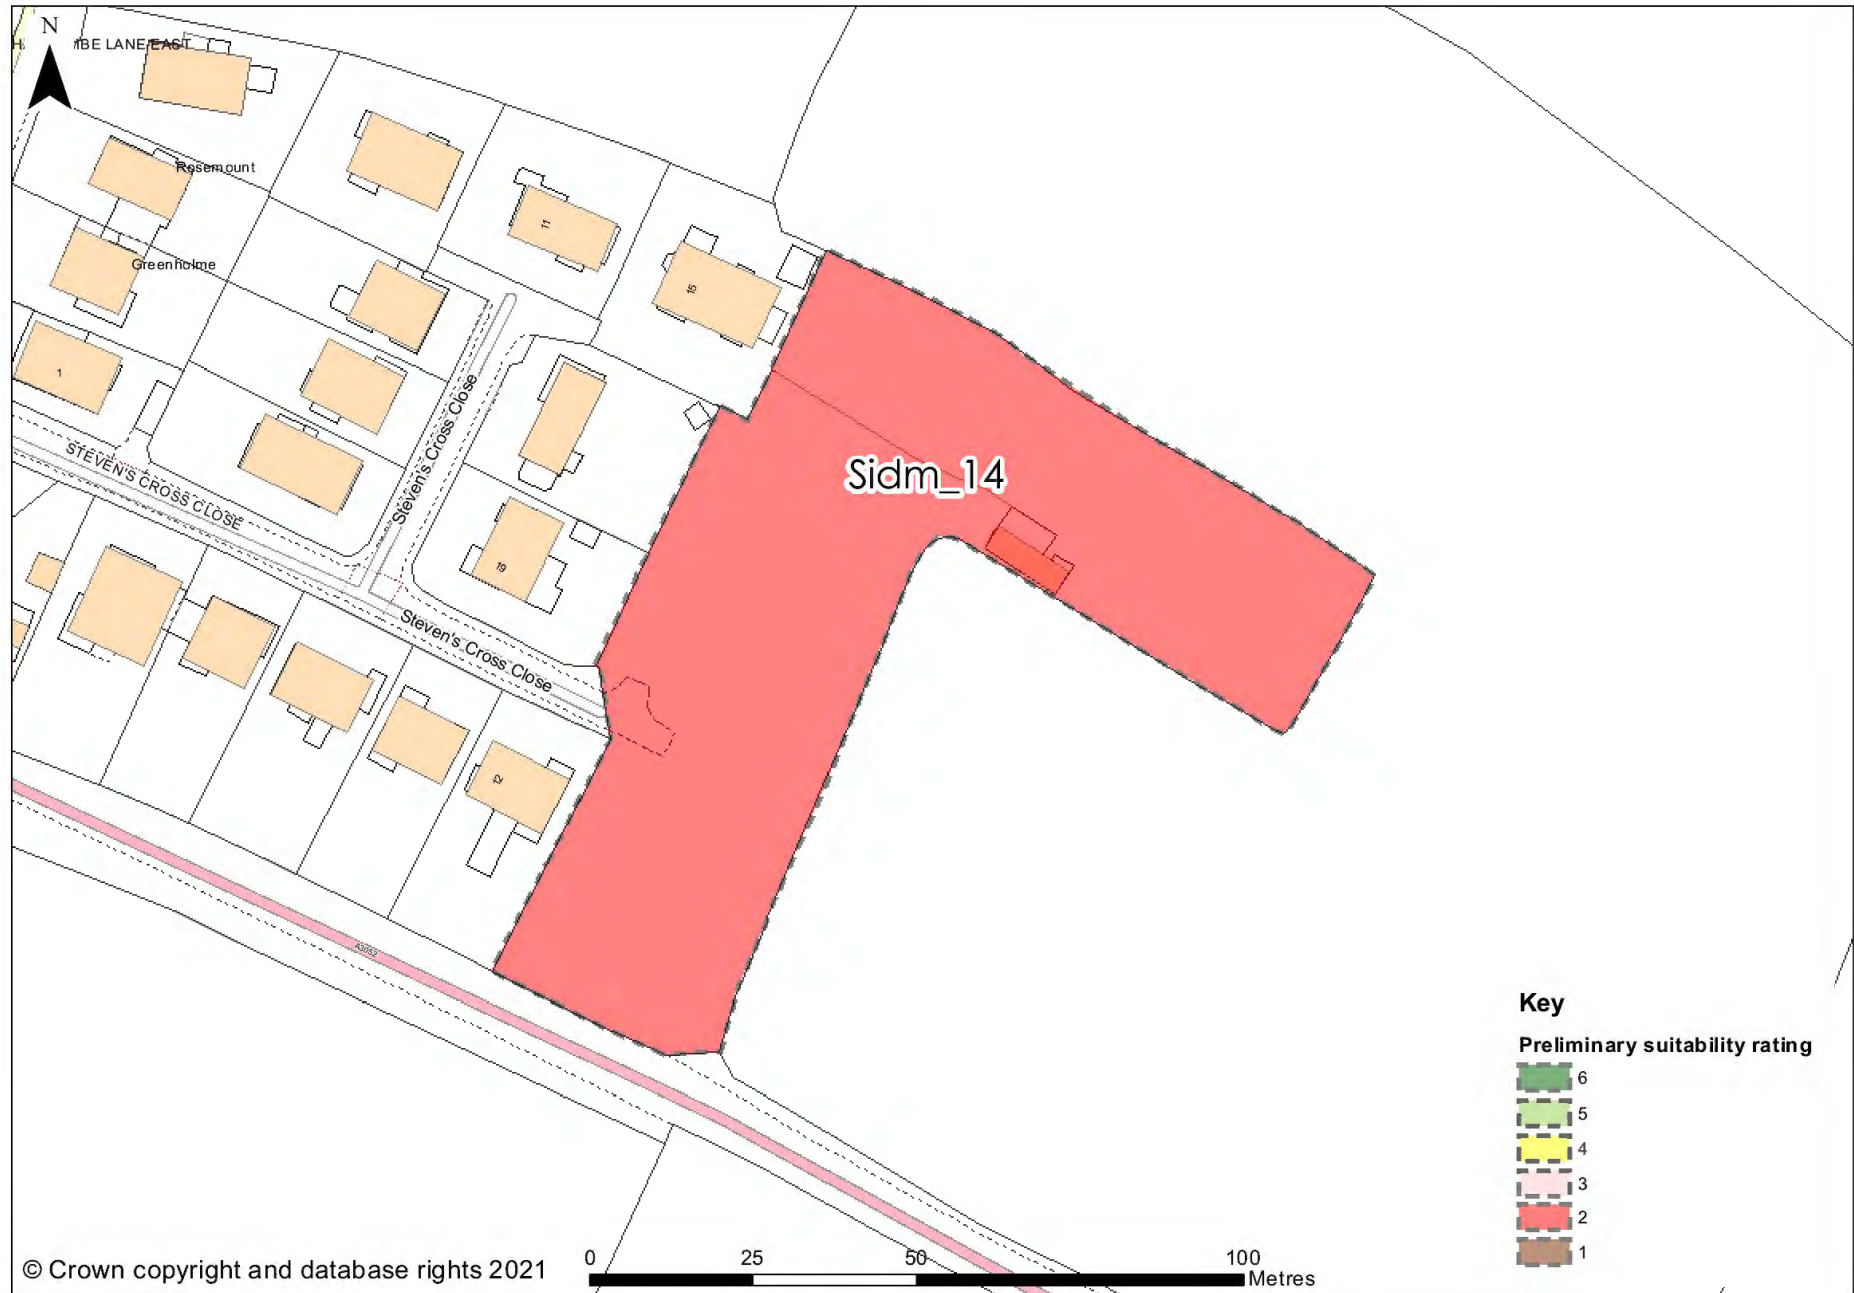 N
BE LANE EAST
Rosemount
11
Greenholme
15
1
Steven's Cross Close
Sidm_14
STEVEN'S CROSS CLOSE
19
Steven's Cross Close
12
A3052
Key
Preliminary suitability rating
6
5
4
3
2
1
0 25 50 100
Metres
© Crown copyright and database rights 2021